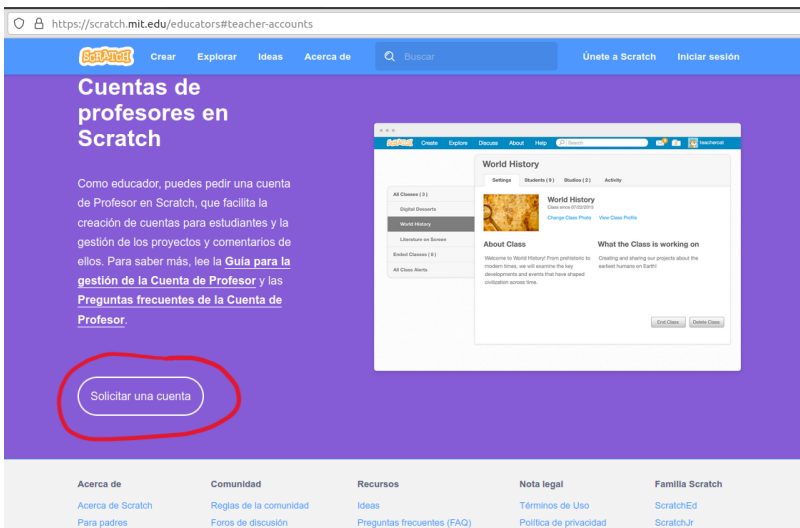 https://scratch.mit.edu/educators#teacher-accounts
SCRATCH Crear Explorar Ideas Acerca de Buscar Únete a Scratch Iniciar sesión
Cuentas de
profesores en
Scratch
Como educador, puedes pedir una cuenta
de Profesor en Scratch, que facilita la
creación de cuentas para estudiantes y la
gestión de los proyectos y comentarios de
ellos. Para saber más, lee la Guía para la
gestión de la Cuenta de Profesor y las
Preguntas frecuentes de la Cuenta de
Profesor.
Solicitar una cuenta
SCRATCH Create Explore Discuss About Help Search teachercat
World History
Settings Students ( 9 ) Studios ( 2 ) Activity
All Classes ( 3 )
Digital Desserts
World History
Literature on Screen
Ended Classes ( 0 )
All Class Alerts
World History
Class since 07/22/2015
Change Class Photo View Class Profile
About Class
Welcome to World History! From prehistoric to
modern times, we will examine the key
developments and events that have shaped
civilization across time.
What the Class is working on
Creating and sharing our projects about the
earliest humans on Earth!
End Class Delete Class
Acerca de Comunidad Recursos Nota legal Familia Scratch
Acerca de Scratch Reglas de la comunidad Ideas Términos de Uso ScratchEd
Para padres Foros de discusión Preguntas frecuentes (FAQ) Política de privacidad ScratchJr